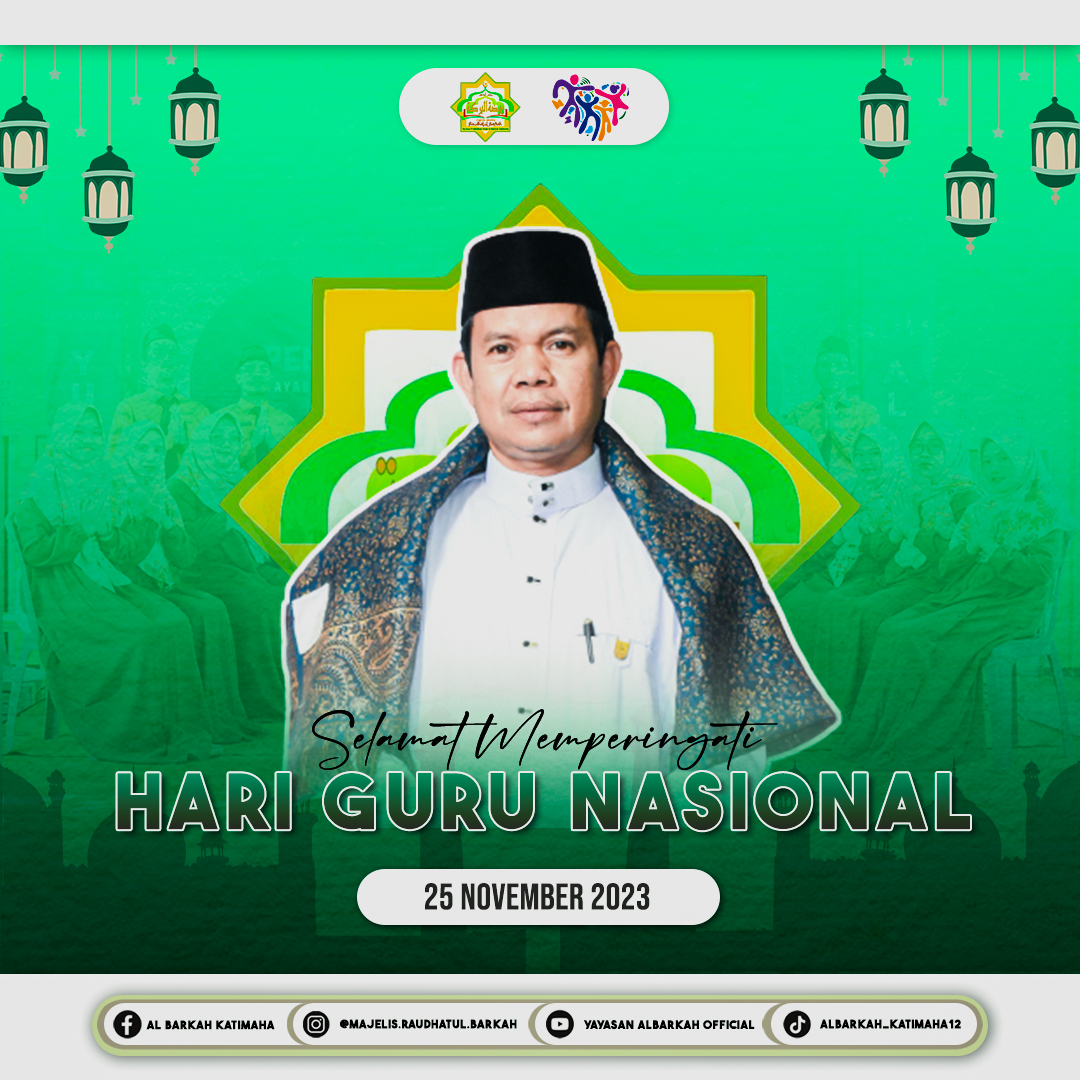 Selamat Memperingati
HARI GURU NASIONAL
25 NOVEMBER 2023
AL BARKAH KATIMAHA
@MAJELIS.RAUDHATUL.BARKAH
YAYASAN ALBARKAH OFFICIAL
ALBARKAH_KATIMAHA12